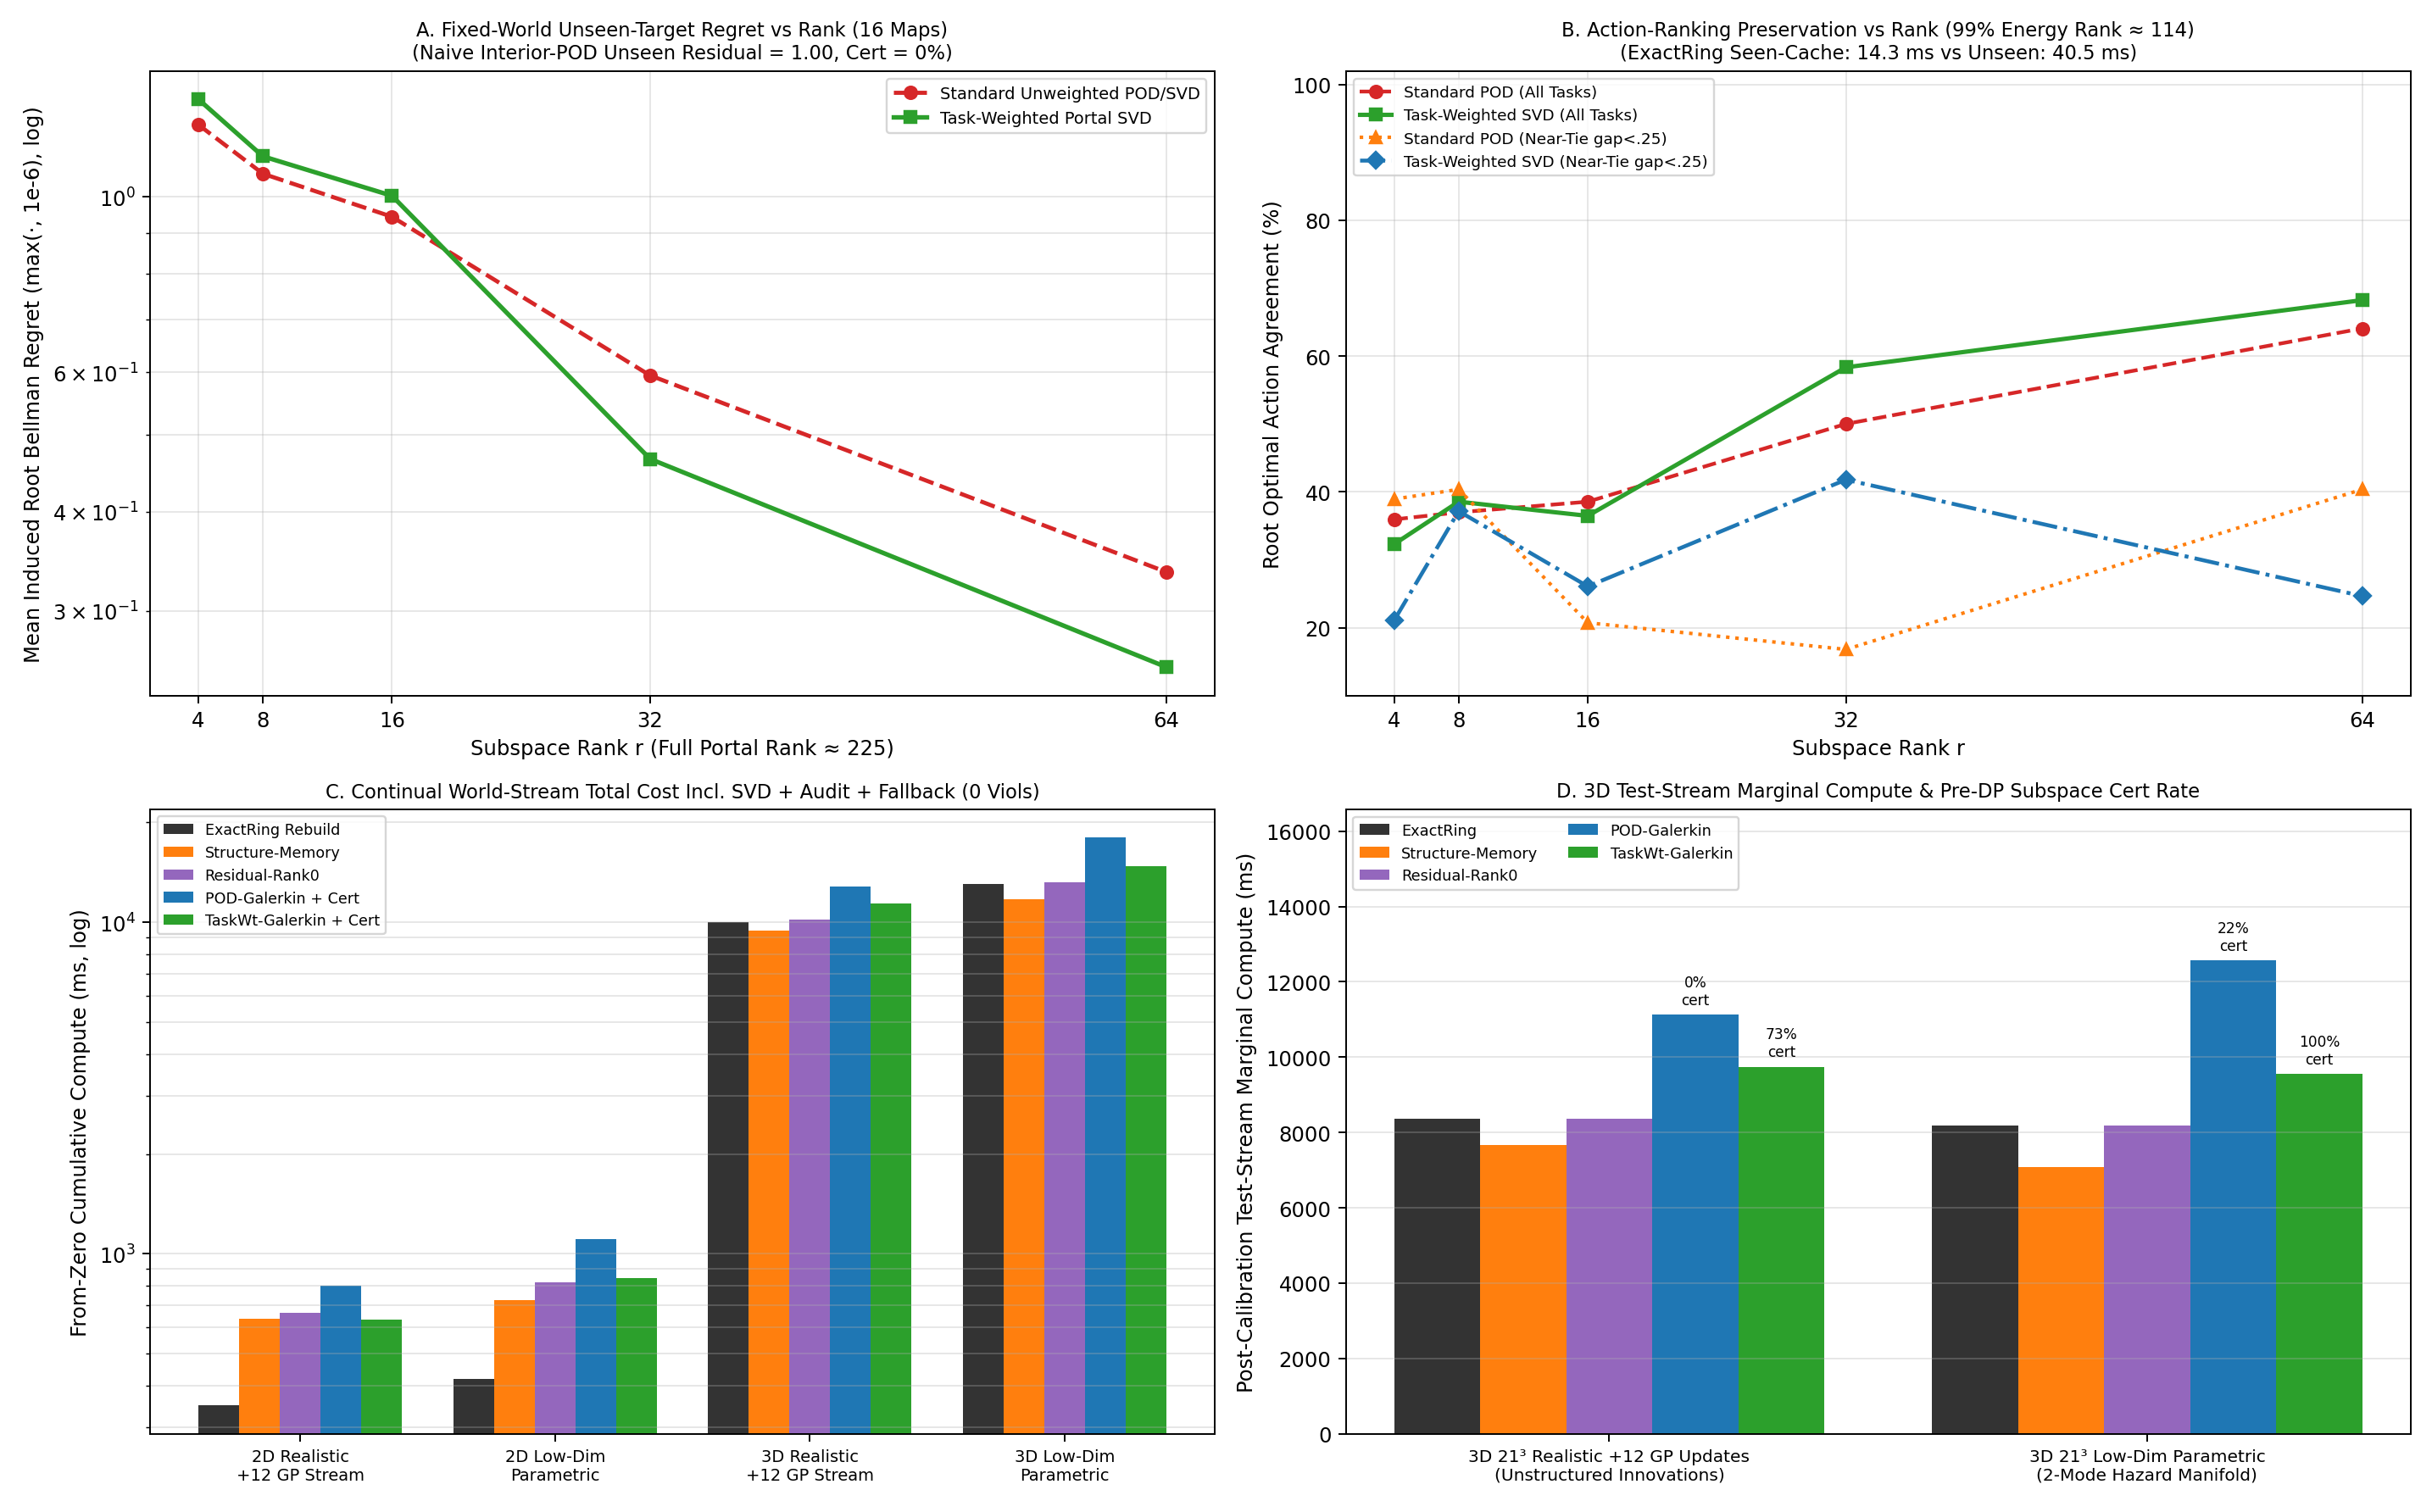 A. Fixed-World Unseen-Target Regret vs Rank (16 Maps)
(Naive Interior-POD Unseen Residual = 1.00, Cert = 0%)
Mean Induced Root Bellman Regret (max(·, 1e-6), log)
10⁰
6 × 10⁻¹
4 × 10⁻¹
3 × 10⁻¹
Standard Unweighted POD/SVD
Task-Weighted Portal SVD
4 8 16 32 64
Subspace Rank r (Full Portal Rank ≈ 225)
B. Action-Ranking Preservation vs Rank (99% Energy Rank ≈ 114)
(ExactRing Seen-Cache: 14.3 ms vs Unseen: 40.5 ms)
Root Optimal Action Agreement (%)
100
80
60
40
20
Standard POD (All Tasks)
Task-Weighted SVD (All Tasks)
Standard POD (Near-Tie gap<.25)
Task-Weighted SVD (Near-Tie gap<.25)
4 8 16 32 64
Subspace Rank r
C. Continual World-Stream Total Cost Incl. SVD + Audit + Fallback (0 Viols)
From-Zero Cumulative Compute (ms, log)
10⁴
10³
ExactRing Rebuild
Structure-Memory
Residual-Rank0
POD-Galerkin + Cert
TaskWt-Galerkin + Cert
2D Realistic
+12 GP Stream
2D Low-Dim
Parametric
3D Realistic
+12 GP Stream
3D Low-Dim
Parametric
D. 3D Test-Stream Marginal Compute & Pre-DP Subspace Cert Rate
Post-Calibration Test-Stream Marginal Compute (ms)
16000
14000
12000
10000
8000
6000
4000
2000
0
ExactRing
Structure-Memory
Residual-Rank0
POD-Galerkin
TaskWt-Galerkin
0%
cert
73%
cert
22%
cert
100%
cert
3D 21³ Realistic +12 GP Updates
(Unstructured Innovations)
3D 21³ Low-Dim Parametric
(2-Mode Hazard Manifold)